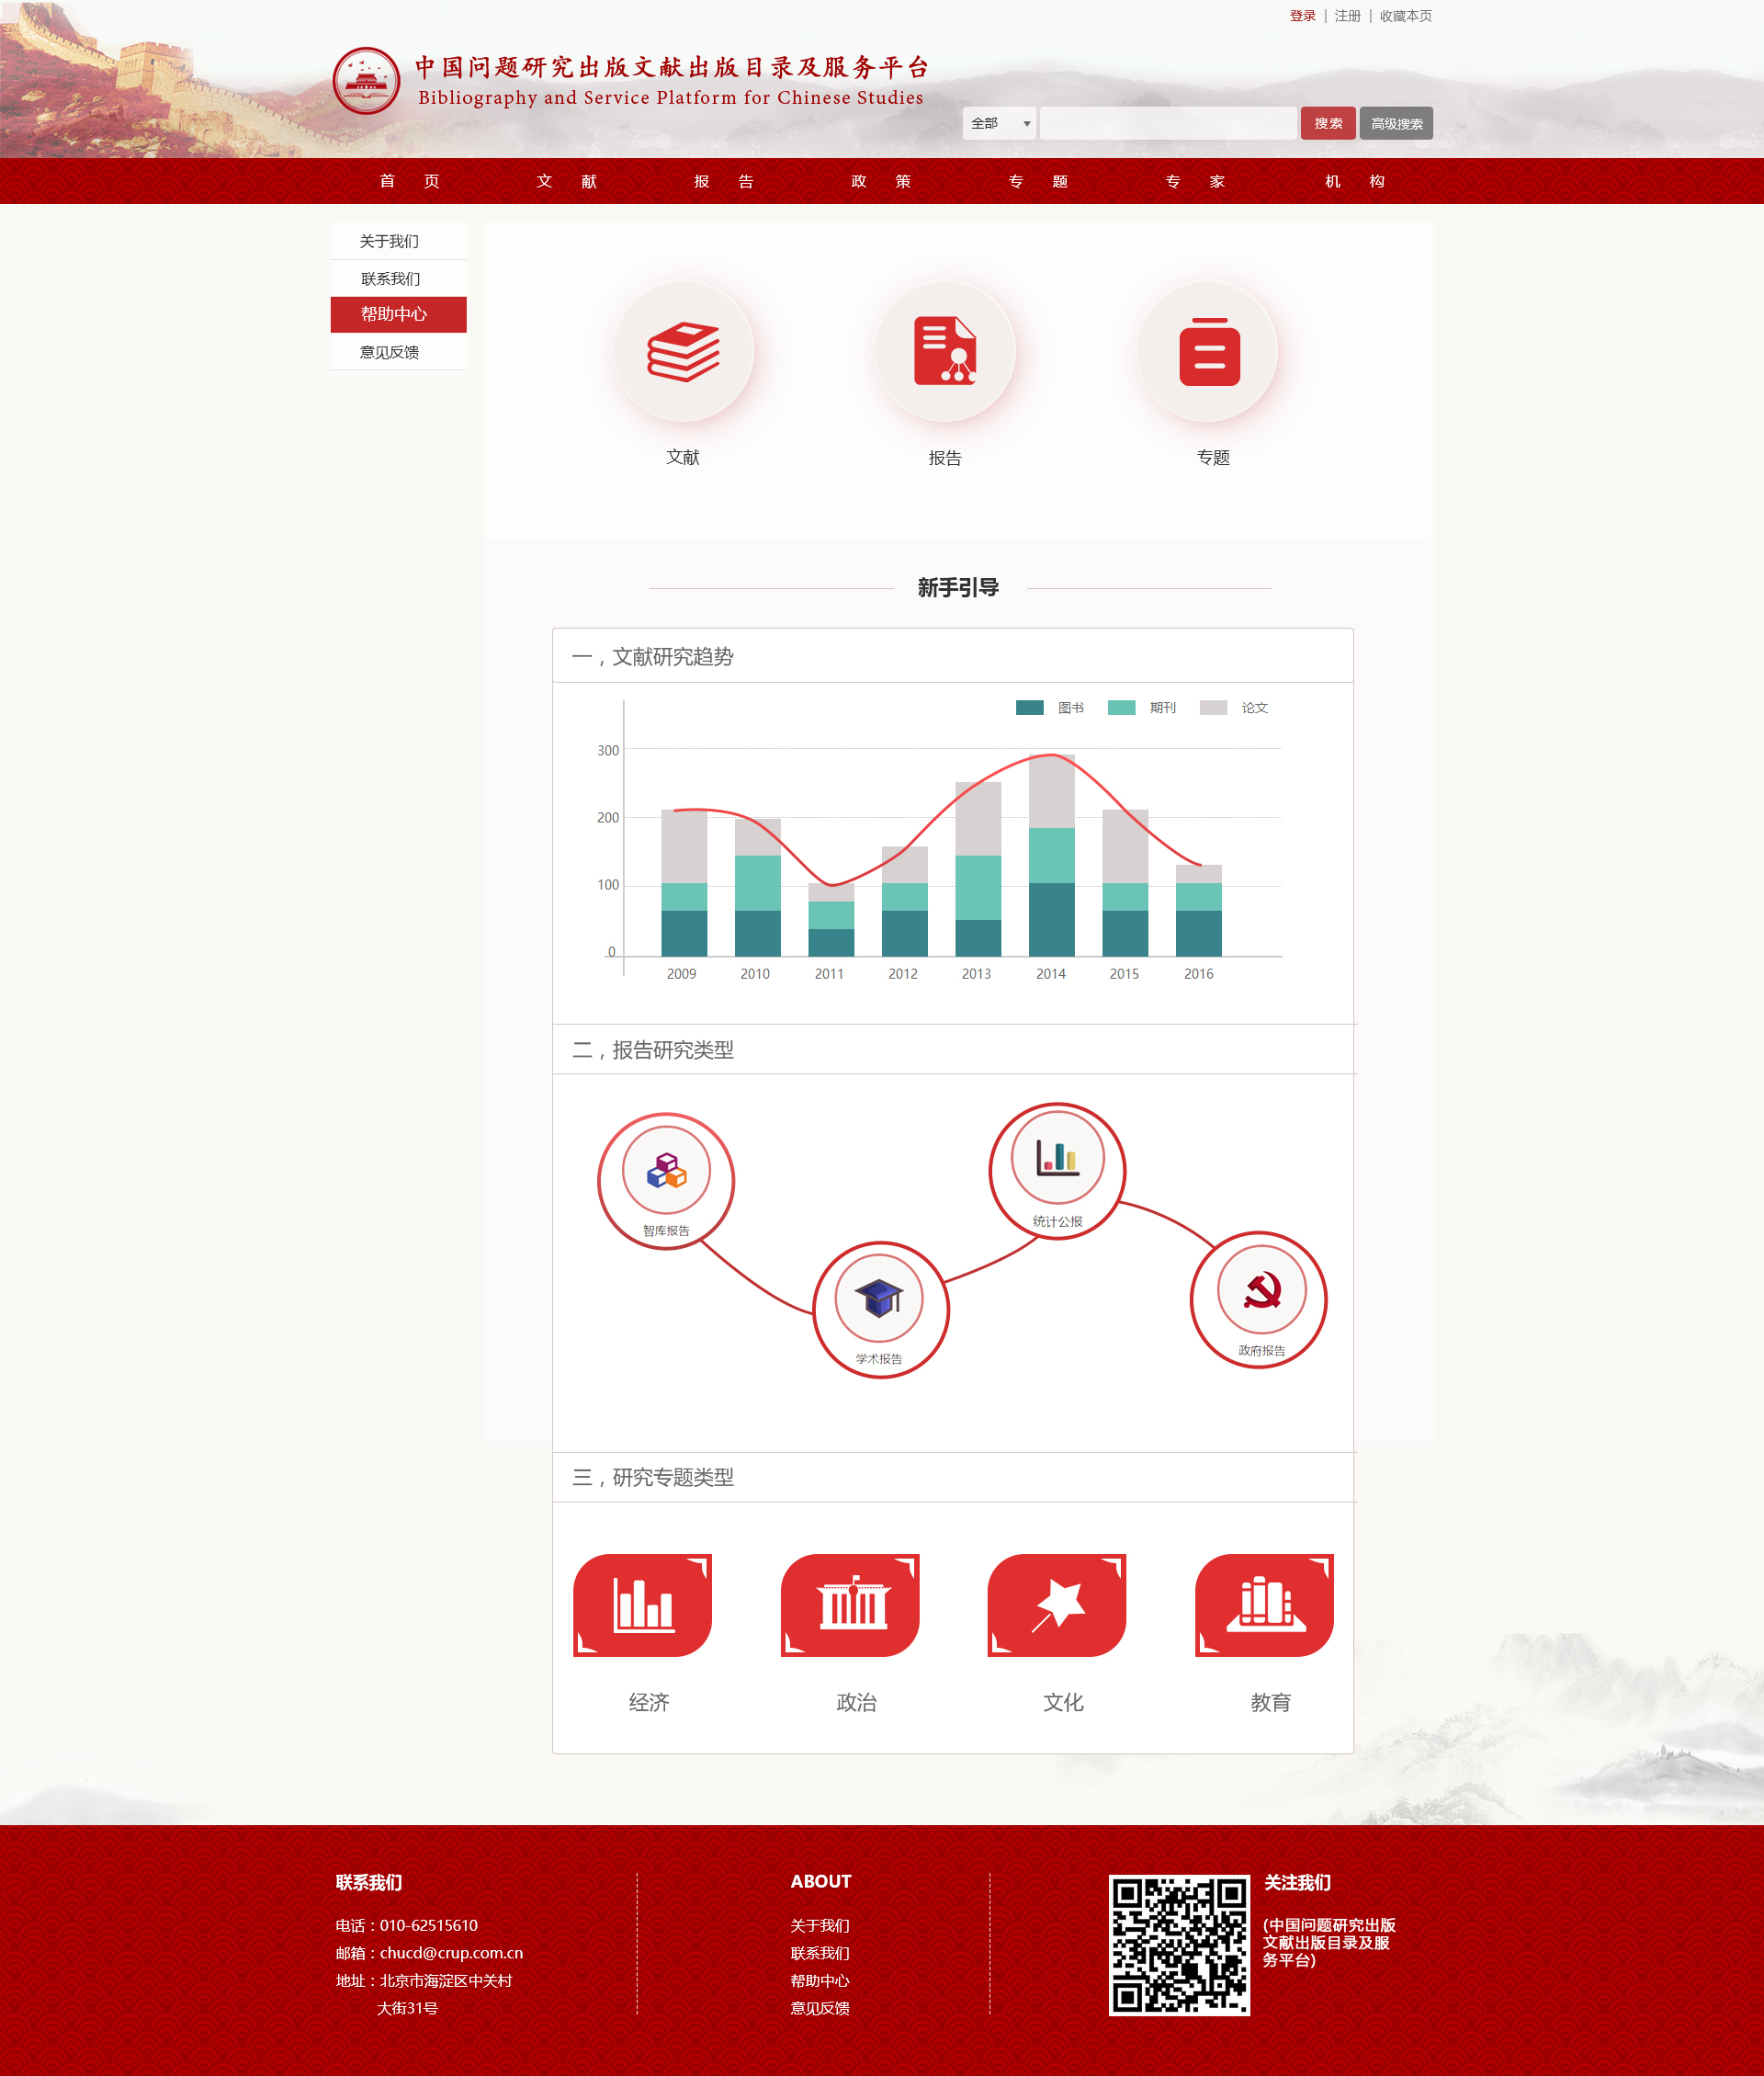 登录 | 注册 | 收藏本页
中国问题研究出版文献出版目录及服务平台
Bibliography and Service Platform for Chinese Studies
全部 搜索 高级搜索
首 页 文 献 报 告 政 策 专 题 专 家 机 构
关于我们
联系我们
帮助中心
意见反馈
文献 报告 专题
新手引导
一，文献研究趋势
图书 期刊 论文
300
200
100
0
2009 2010 2011 2012 2013 2014 2015 2016
二，报告研究类型
智库报告
学术报告
统计公报
政府报告
三，研究专题类型
经济 政治 文化 教育
联系我们
电话：010-62515610
邮箱：chucd@crup.com.cn
地址：北京市海淀区中关村
大街31号
ABOUT
关于我们
联系我们
帮助中心
意见反馈
关注我们
(中国问题研究出版
文献出版目录及服
务平台)